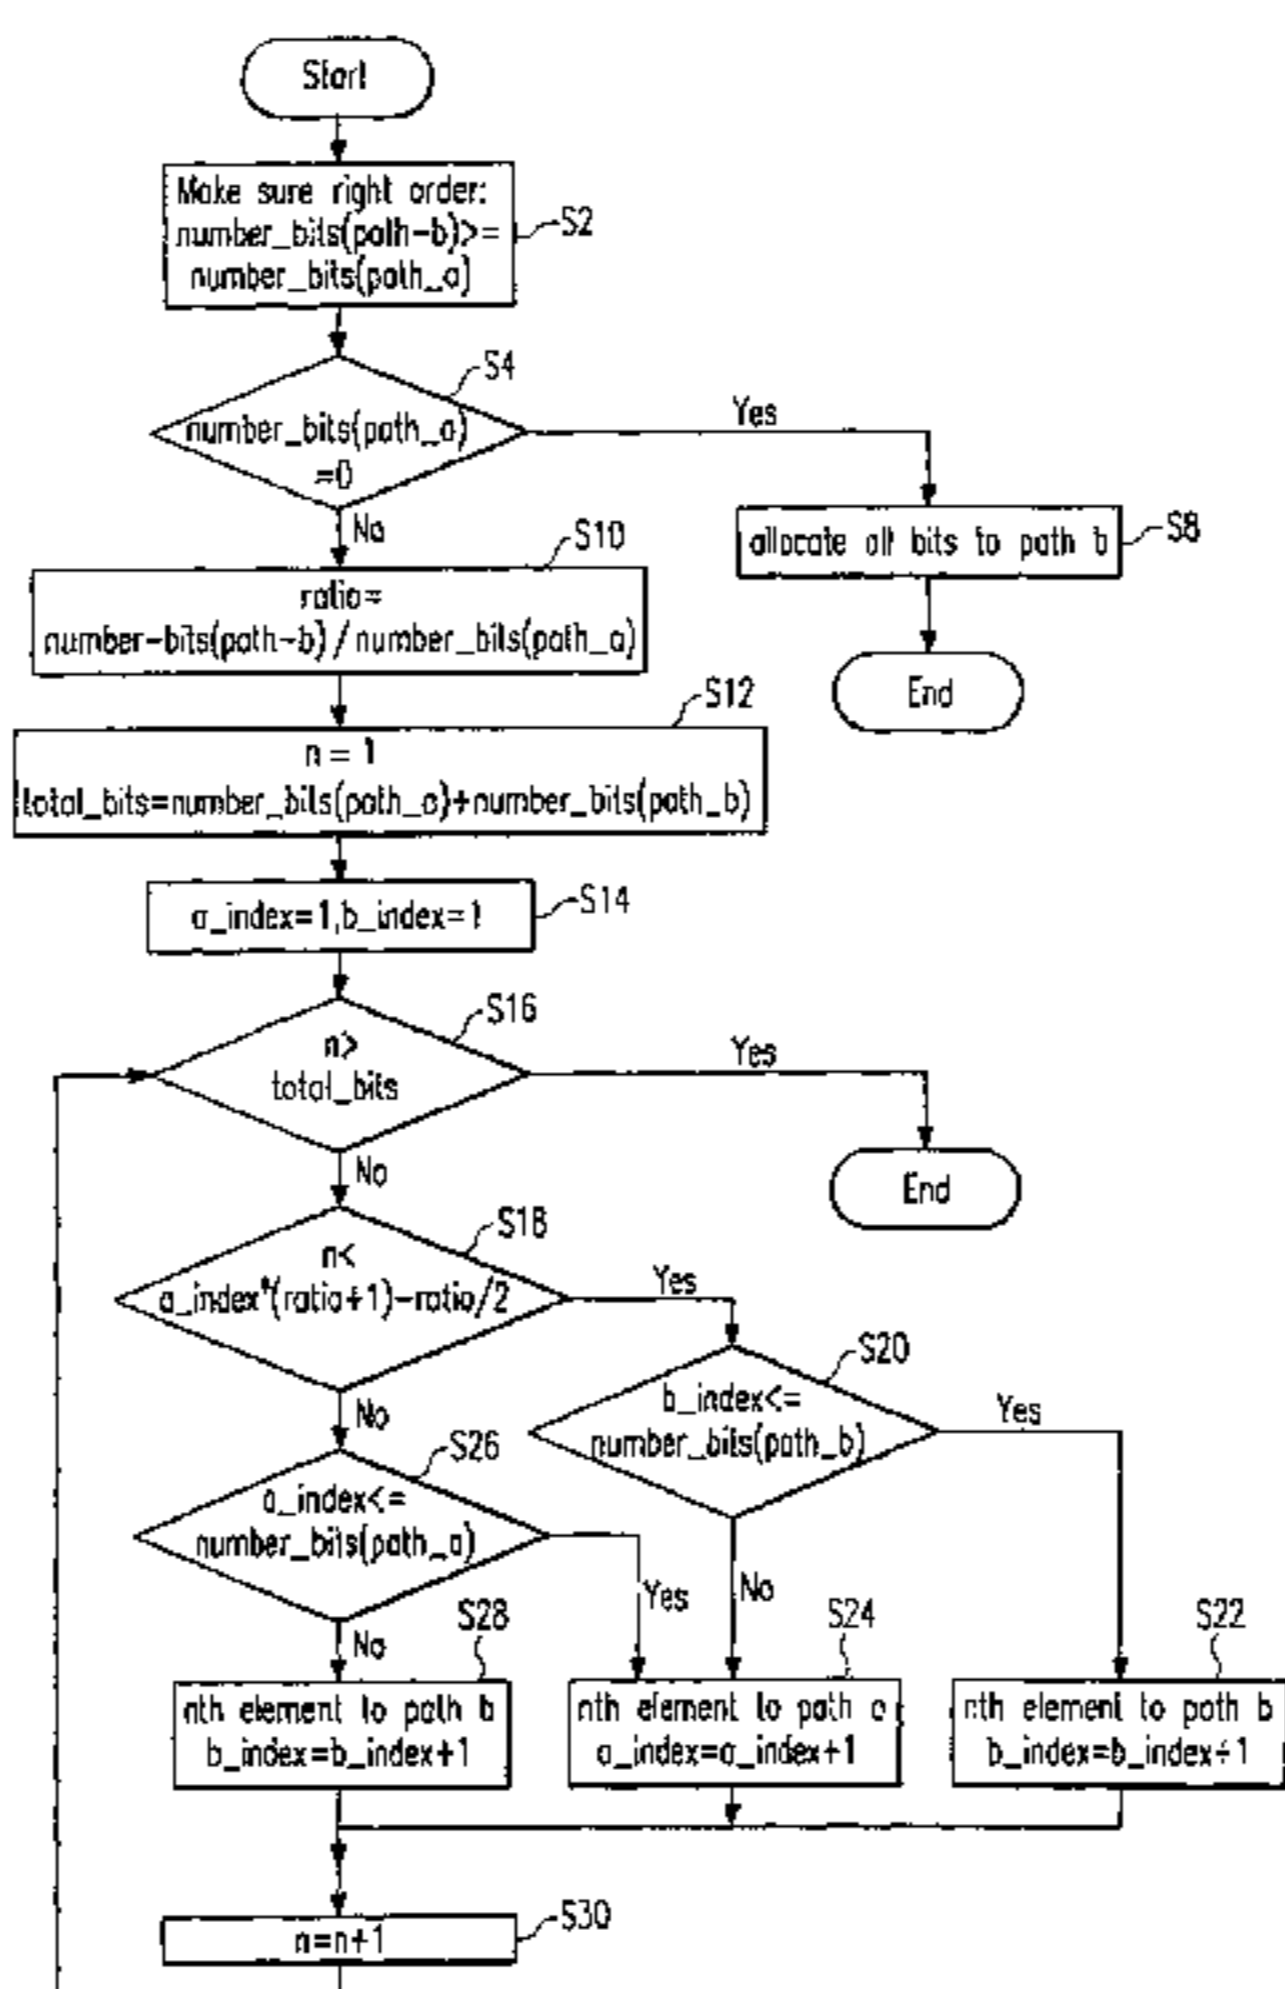 Start
Make sure right order:
number_bits(path-b)>=
number_bits(path_a)
S2
S4
number_bits(path_a)
=0
Yes
No
S10
allocate all bits to path b
S8
ratio=
number-bits(path-b)/number_bits(path_a)
End
S12
n = 1
total_bits=number_bits(path_a)+number_bits(path_b)
a_index=1,b_index=1
S14
S16
n>
total_bits
Yes
No
End
S18
n<
a_index*(ratio+1)-ratio/2
Yes
S20
No
b_index<=
number_bits(path_b)
Yes
S26
a_index<=
number_bits(path_a)
Yes
No
No
S28
S24
S22
nth element to path b
b_index=b_index+1
nth element to path a
a_index=a_index+1
nth element to path b
b_index=b_index+1
S30
n=n+1